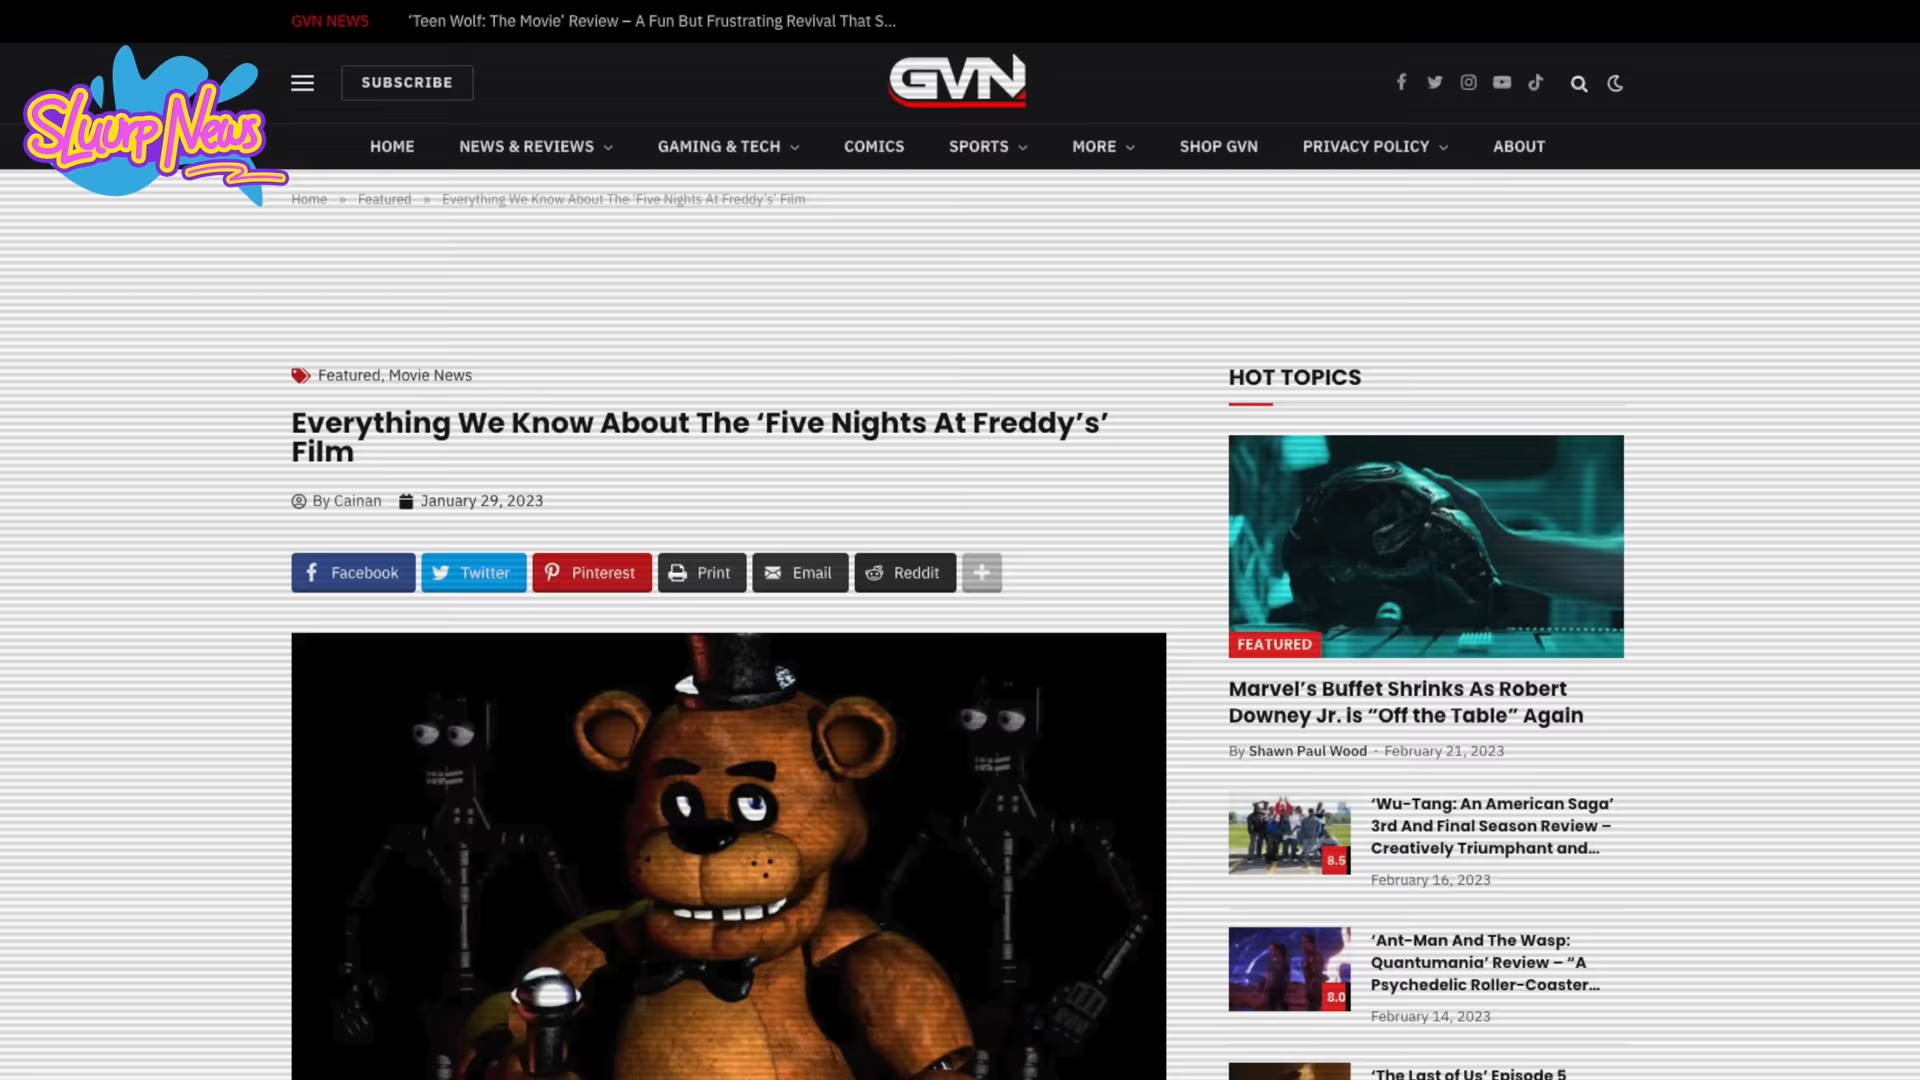 GVN NEWS
‘Teen Wolf: The Movie’ Review – A Fun But Frustrating Revival That S...
SLuurp News
SUBSCRIBE
GVN
HOME
NEWS & REVIEWS
GAMING & TECH
COMICS
SPORTS
MORE
SHOP GVN
PRIVACY POLICY
ABOUT
Home » Featured » Everything We Know About The ‘Five Nights At Freddy’s’ Film
Featured, Movie News
Everything We Know About The ‘Five Nights At Freddy’s’
Film
By Cainan
January 29, 2023
Facebook
Twitter
Pinterest
Print
Email
Reddit
HOT TOPICS
FEATURED
Marvel’s Buffet Shrinks As Robert
Downey Jr. is “Off the Table” Again
By Shawn Paul Wood - February 21, 2023
8.5
‘Wu-Tang: An American Saga’
3rd And Final Season Review –
Creatively Triumphant and...
February 16, 2023
8.0
‘Ant-Man And The Wasp:
Quantumania’ Review – “A
Psychedelic Roller-Coaster...
February 14, 2023
‘The Last of Us’ Episode 5